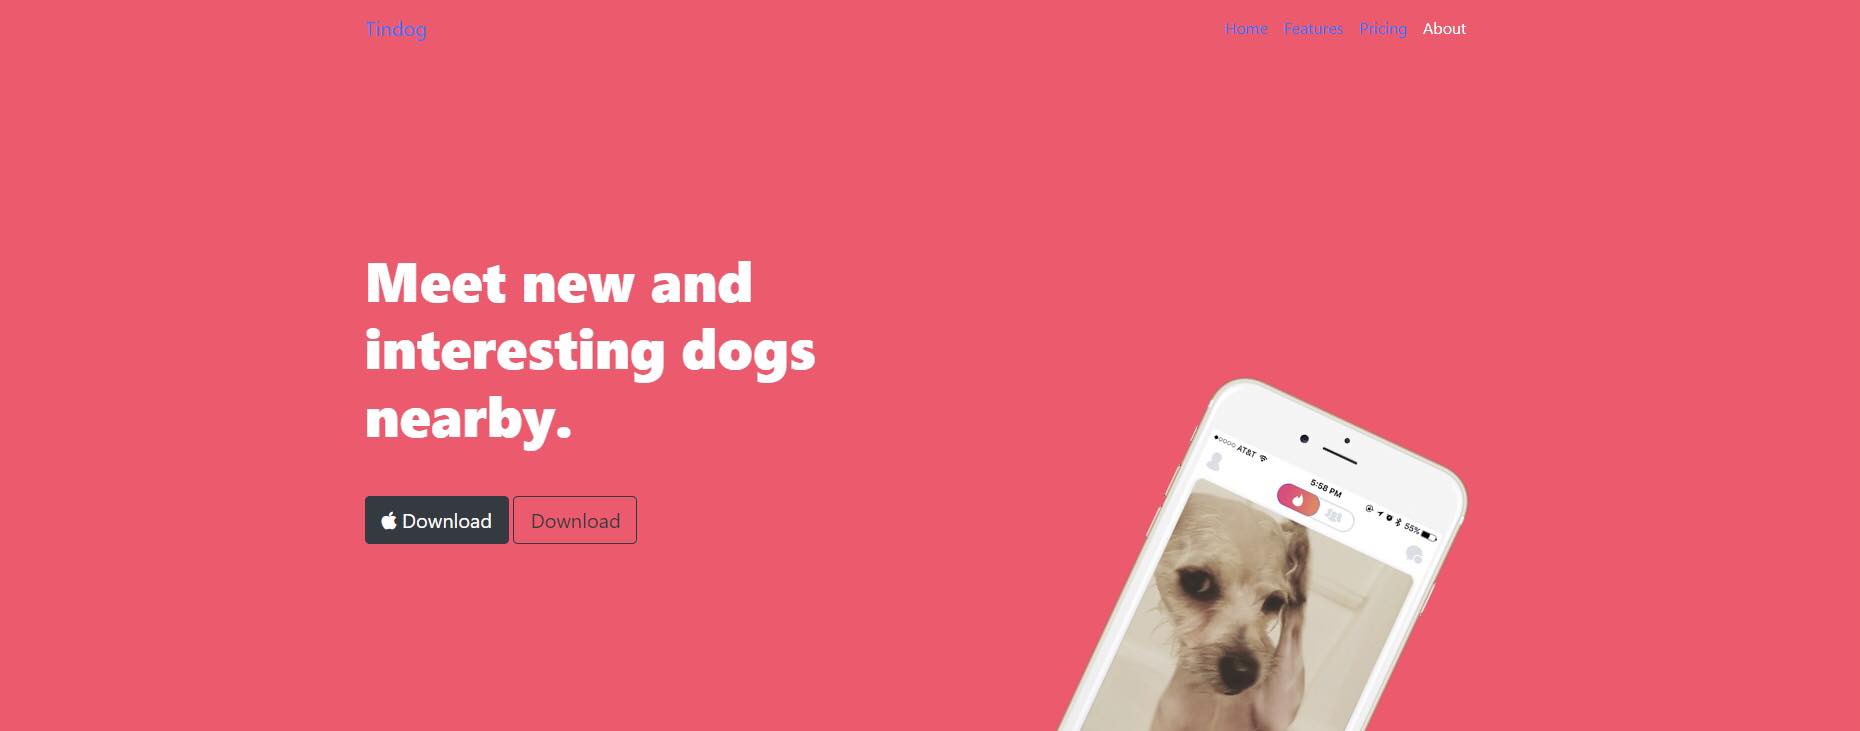 Tindog
Home Features Pricing About
Meet new and
interesting dogs
nearby.
Download Download
AT&T
5:58 PM
55%